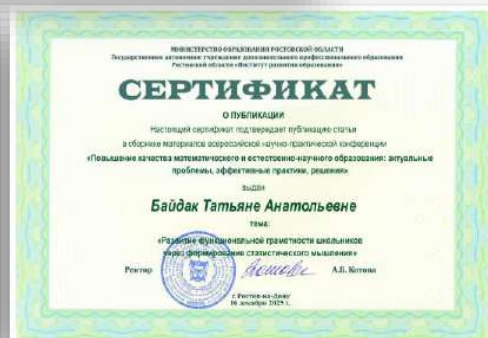 МИНИСТЕРСТВО ОБРАЗОВАНИЯ РОСТОВСКОЙ ОБЛАСТИ
Государственное автономное учреждение дополнительного профессионального образования
Ростовской области «Институт развития образования»
СЕРТИФИКАТ
О ПУБЛИКАЦИИ
Настоящий сертификат подтверждает публикацию статьи
в сборнике материалов всероссийской научно-практической конференции
«Повышение качества математического и естественно-научного образования: актуальные
проблемы, эффективные практики, решения»
выдан
Байдак Татьяне Анатольевне
тема:
«Развитие функциональной грамотности школьников
через формирование статистического мышления»
Ректор А.Б. Котова
г. Ростов-на-Дону
16 декабря 2025 г.